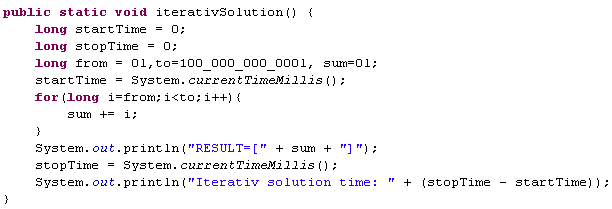 public static void iterativSolution() {
long startTime = 0;
long stopTime = 0;
long from = 0l,to=100_000_000_000l, sum=0l;
startTime = System.currentTimeMillis();
for(long i=from;i<to;i++){
sum += i;
}
System.out.println("RESULT=[" + sum + "]");
stopTime = System.currentTimeMillis();
System.out.println("Iterativ solution time: " + (stopTime - startTime));
}